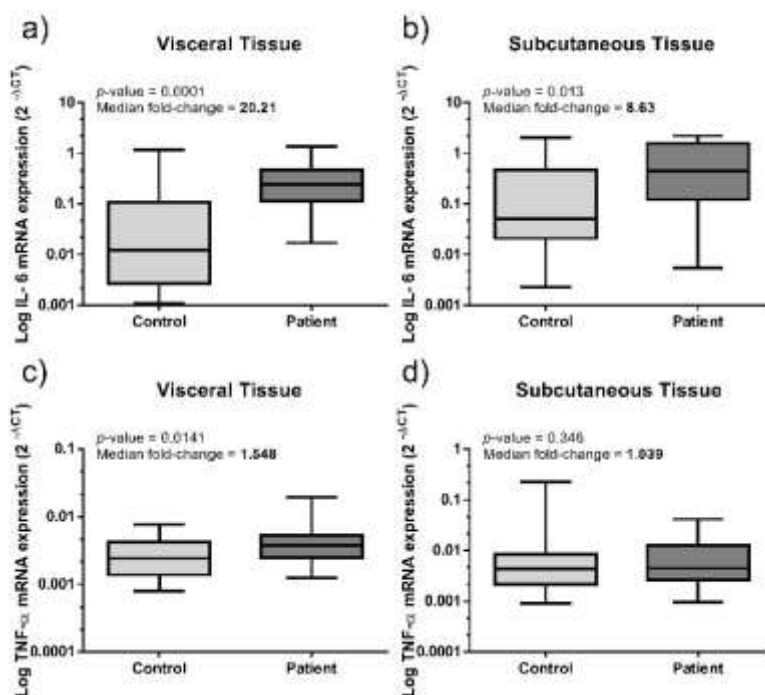 a)
Visceral Tissue
p-value = 0.0001
Median fold-change = 20.21
Log IL- 6 mRNA expression (2 -ΔCT)
10
1
0.1
0.01
0.001
Control
Patient
b)
Subcutaneous Tissue
p-value = 0.013
Median fold-change = 8.63
Log IL- 6 mRNA expression (2 -ΔCT)
10
1
0.1
0.01
0.001
Control
Patient
c)
Visceral Tissue
p-value = 0.0141
Median fold-change = 1.548
Log TNF-α mRNA expression (2 -ΔCT)
0.1
0.01
0.001
0.0001
Control
Patient
d)
Subcutaneous Tissue
p-value = 0.346
Median fold-change = 1.039
Log TNF-α mRNA expression (2 -ΔCT)
1
0.1
0.01
0.001
0.0001
Control
Patient